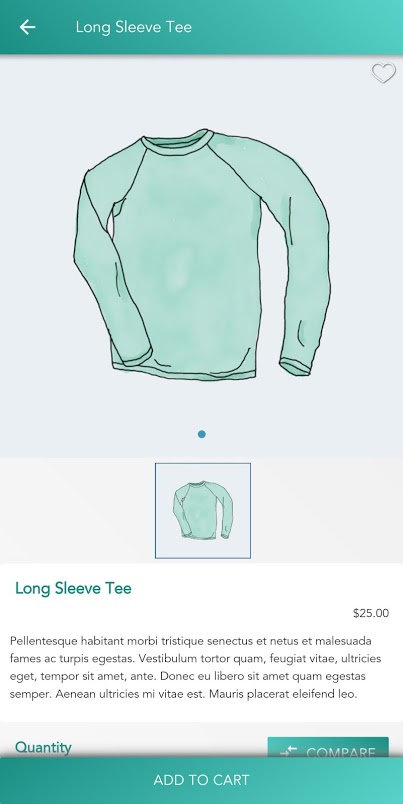 Long Sleeve Tee
Long Sleeve Tee
$25.00
Pellentesque habitant morbi tristique senectus et netus et malesuada
fames ac turpis egestas. Vestibulum tortor quam, feugiat vitae, ultricies
eget, tempor sit amet, ante. Donec eu libero sit amet quam egestas
semper. Aenean ultricies mi vitae est. Mauris placerat eleifend leo.
Quantity
COMPARE
ADD TO CART